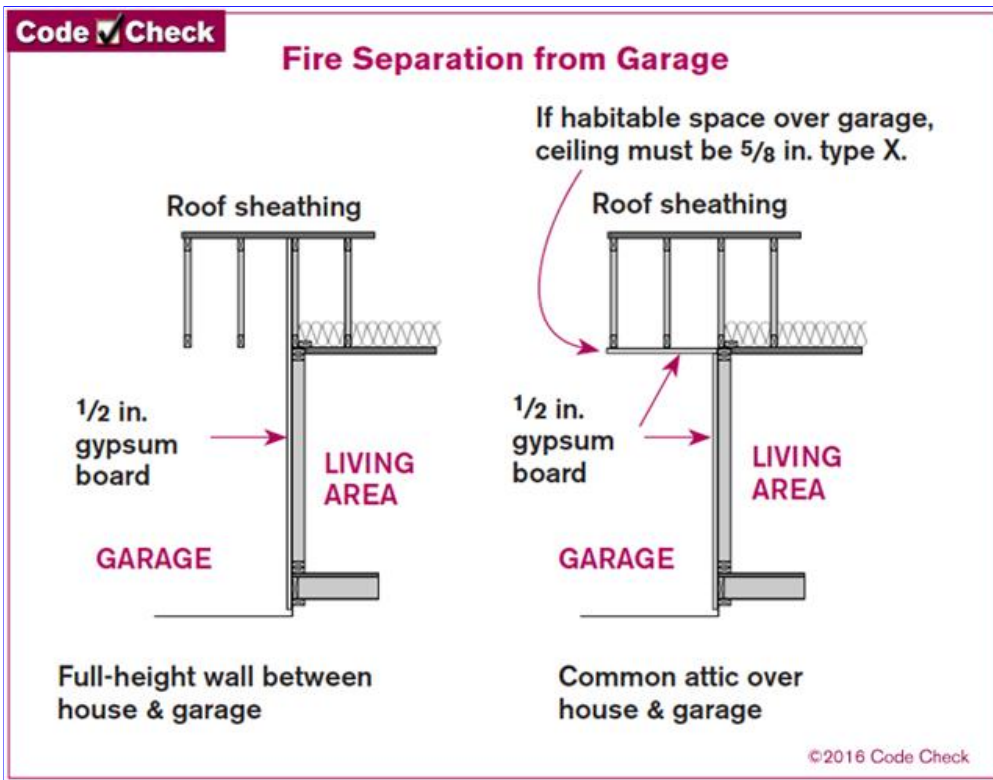 Code Check
Fire Separation from Garage
If habitable space over garage,
ceiling must be 5/8 in. type X.
Roof sheathing
1/2 in.
gypsum
board
LIVING
AREA
GARAGE
Full-height wall between
house & garage
Roof sheathing
1/2 in.
gypsum
board
LIVING
AREA
GARAGE
Common attic over
house & garage
©2016 Code Check